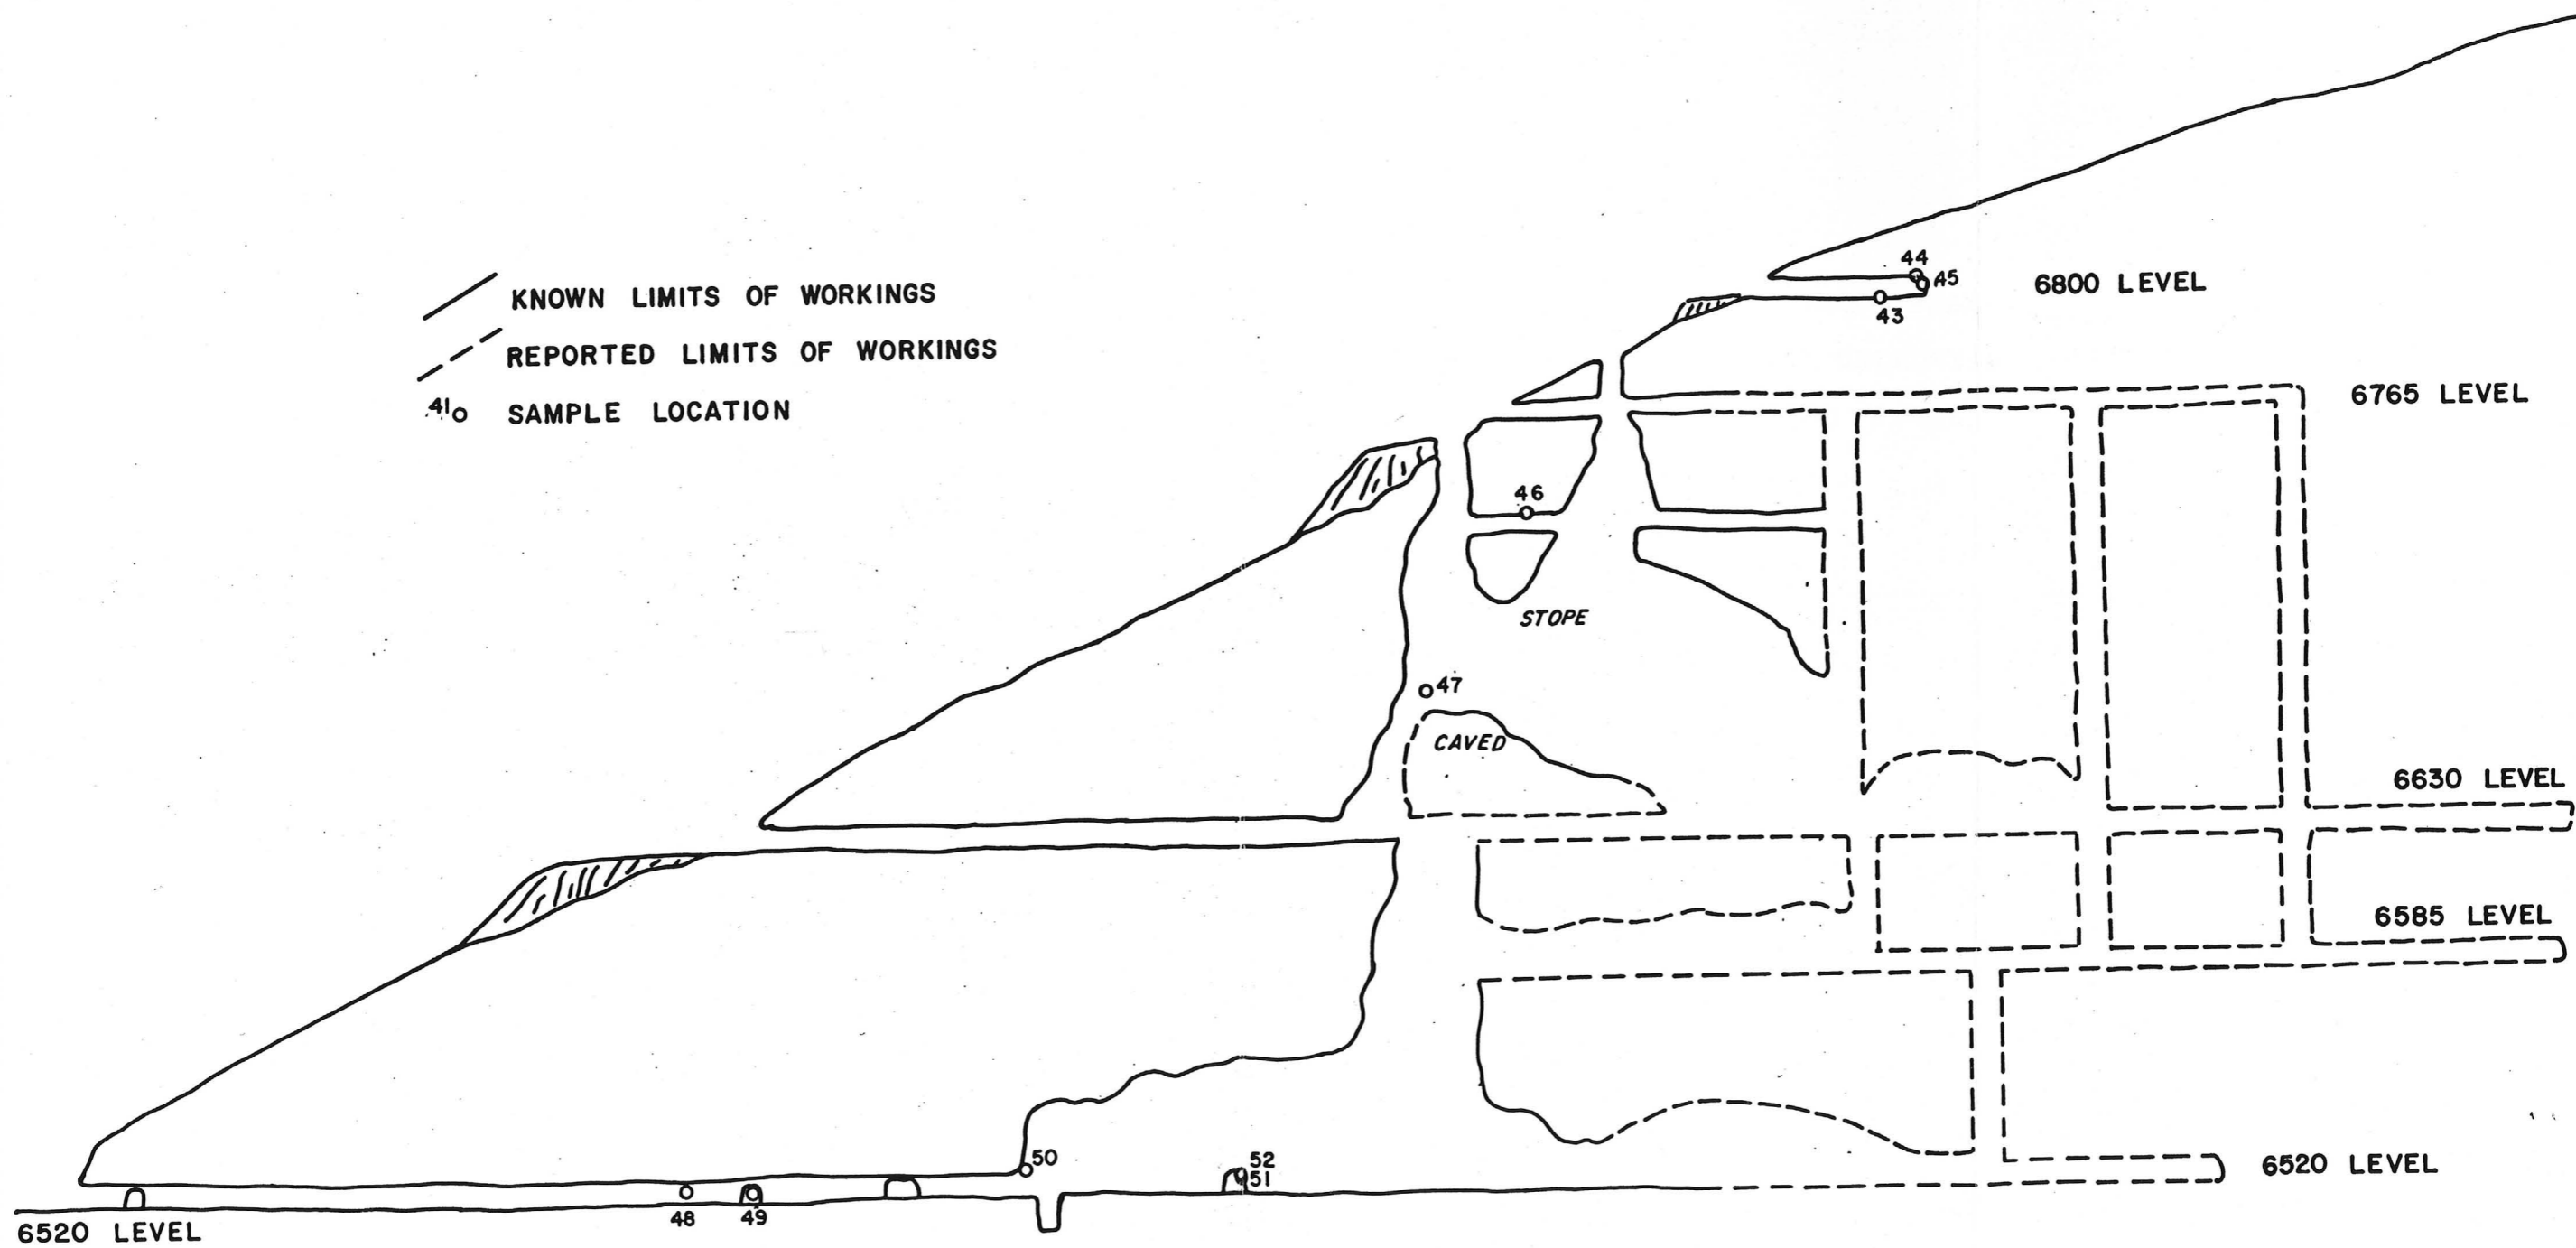 44
45
6800 LEVEL
43
KNOWN LIMITS OF WORKINGS
REPORTED LIMITS OF WORKINGS
41 SAMPLE LOCATION
6765 LEVEL
46
STOPE
47
CAVED
6630 LEVEL
6585 LEVEL
50
52
51
6520 LEVEL
48
49
6520 LEVEL